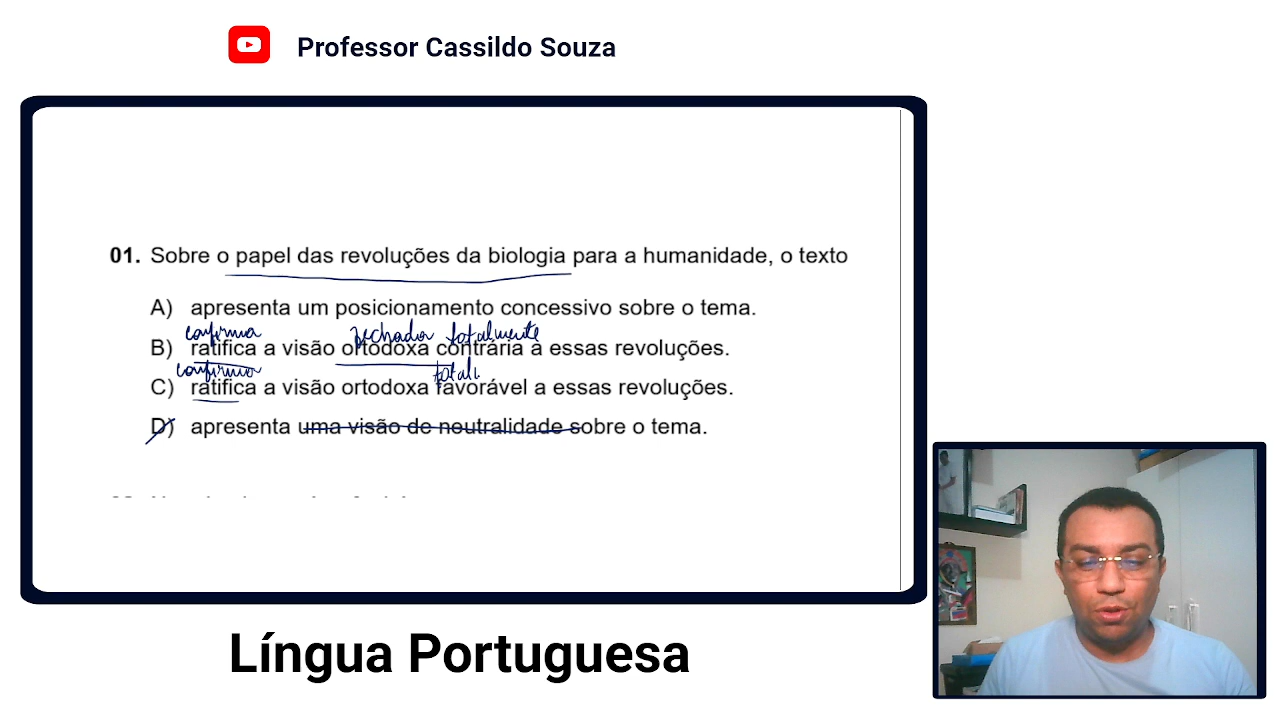 Professor Cassildo Souza
01. Sobre o papel das revoluções da biologia para a humanidade, o texto
A) apresenta um posicionamento concessivo sobre o tema.
confirma totalmente
B) ratifica a visão ortodoxa contrária a essas revoluções.
confirma total
C) ratifica a visão ortodoxa favorável a essas revoluções.
D) apresenta uma visão de neutralidade sobre o tema.
Língua Portuguesa